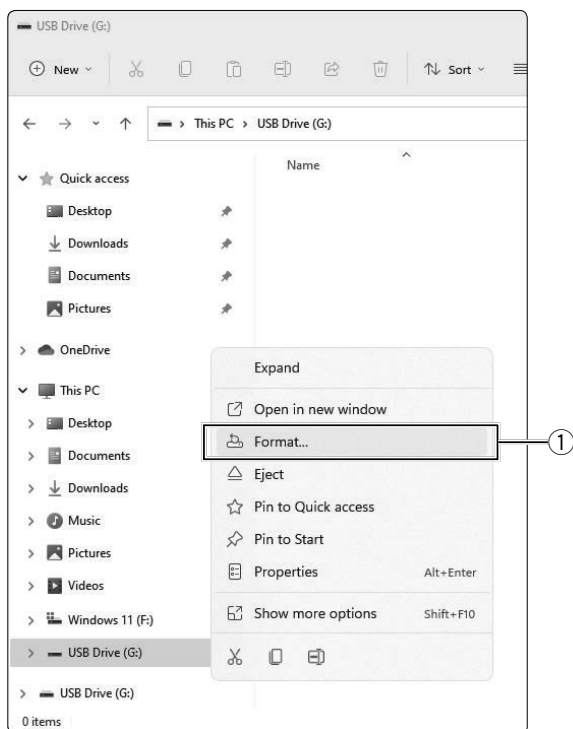 USB Drive (G:)
New
Sort
This PC > USB Drive (G:)
Name
Quick access
Desktop
Downloads
Documents
Pictures
OneDrive
This PC
Desktop
Documents
Downloads
Music
Pictures
Videos
Windows 11 (F:)
USB Drive (G:)
USB Drive (G:)
0 items
Expand
Open in new window
Format...
Eject
Pin to Quick access
Pin to Start
Properties Alt+Enter
Show more options Shift+F10
1